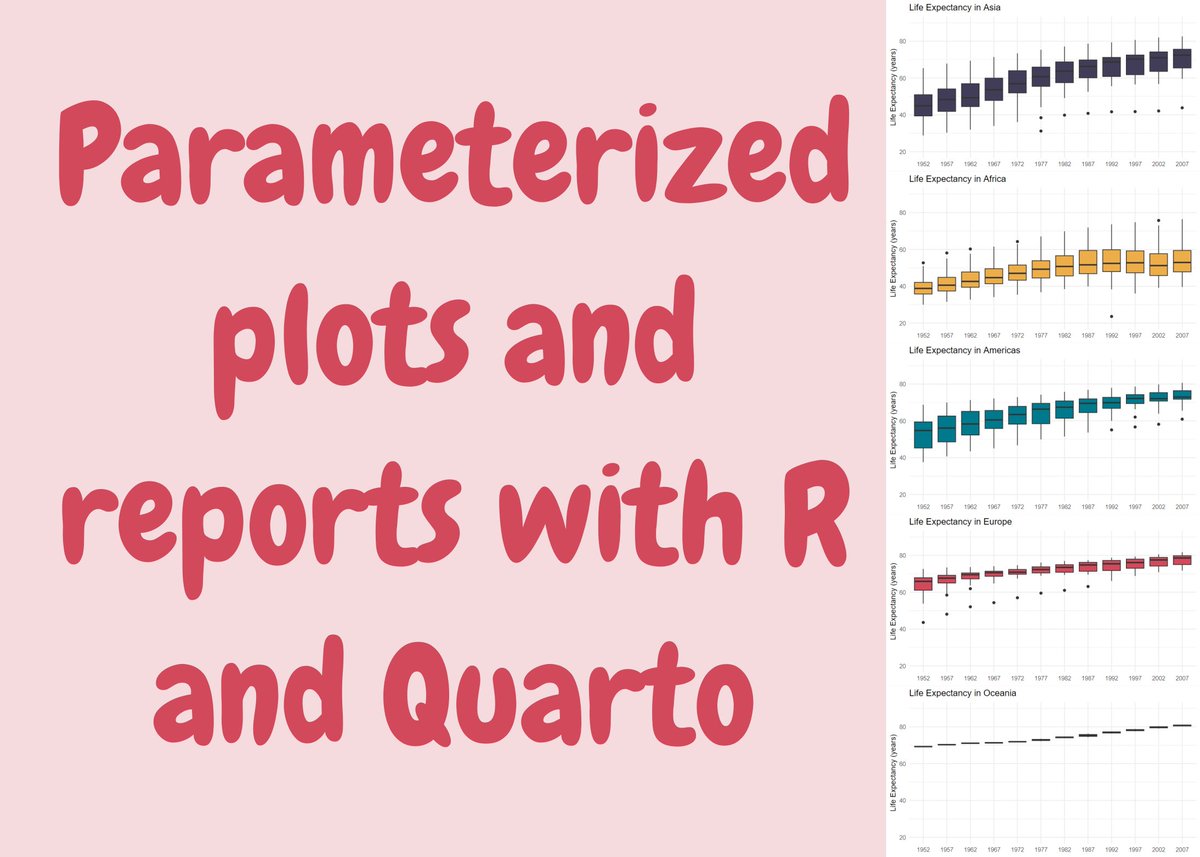 Parameterized
plots and
reports with R
and Quarto
Life Expectancy in Asia
Life Expectancy (years)
80
60
40
20
1952 1957 1962 1967 1972 1977 1982 1987 1992 1997 2002 2007
Life Expectancy in Africa
Life Expectancy (years)
80
60
40
20
1952 1957 1962 1967 1972 1977 1982 1987 1992 1997 2002 2007
Life Expectancy in Americas
Life Expectancy (years)
80
60
40
20
1952 1957 1962 1967 1972 1977 1982 1987 1992 1997 2002 2007
Life Expectancy in Europe
Life Expectancy (years)
80
60
40
20
1952 1957 1962 1967 1972 1977 1982 1987 1992 1997 2002 2007
Life Expectancy in Oceania
Life Expectancy (years)
80
60
40
20
1952 1957 1962 1967 1972 1977 1982 1987 1992 1997 2002 2007